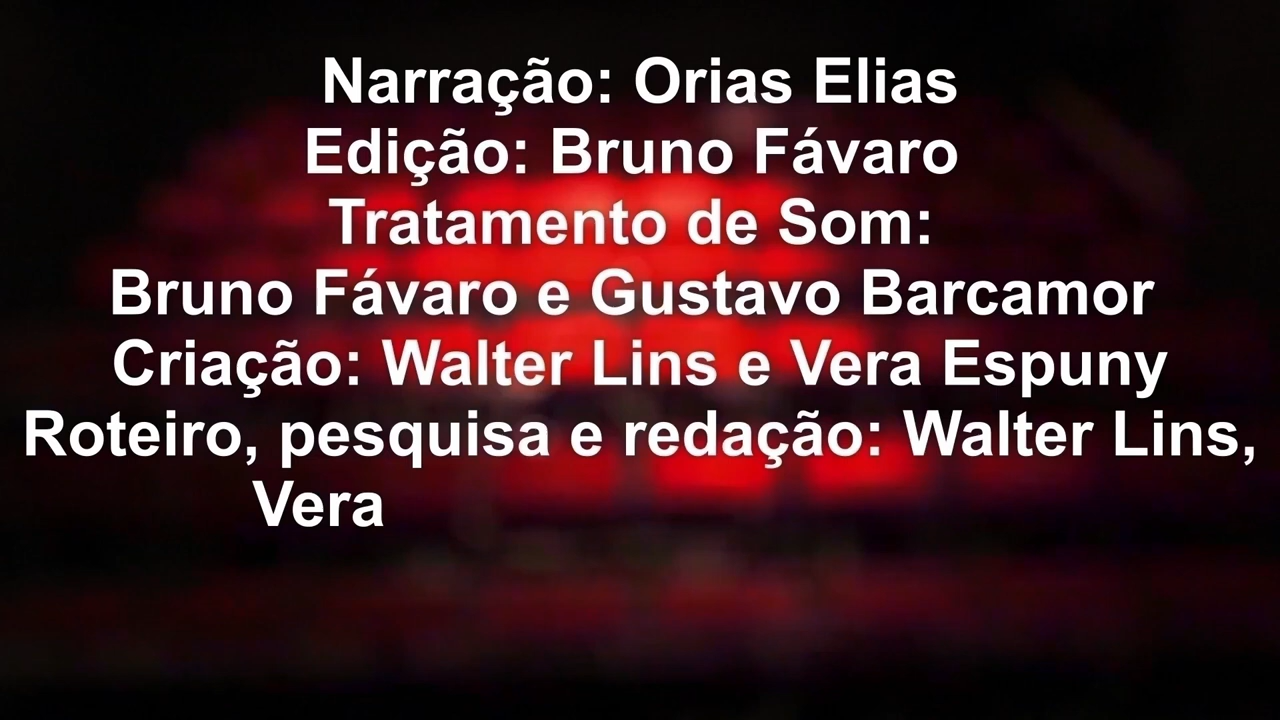 Narração: Orias Elias
Edição: Bruno Fávaro
Tratamento de Som:
Bruno Fávaro e Gustavo Barcamor
Criação: Walter Lins e Vera Espuny
Roteiro, pesquisa e redação: Walter Lins,
Vera